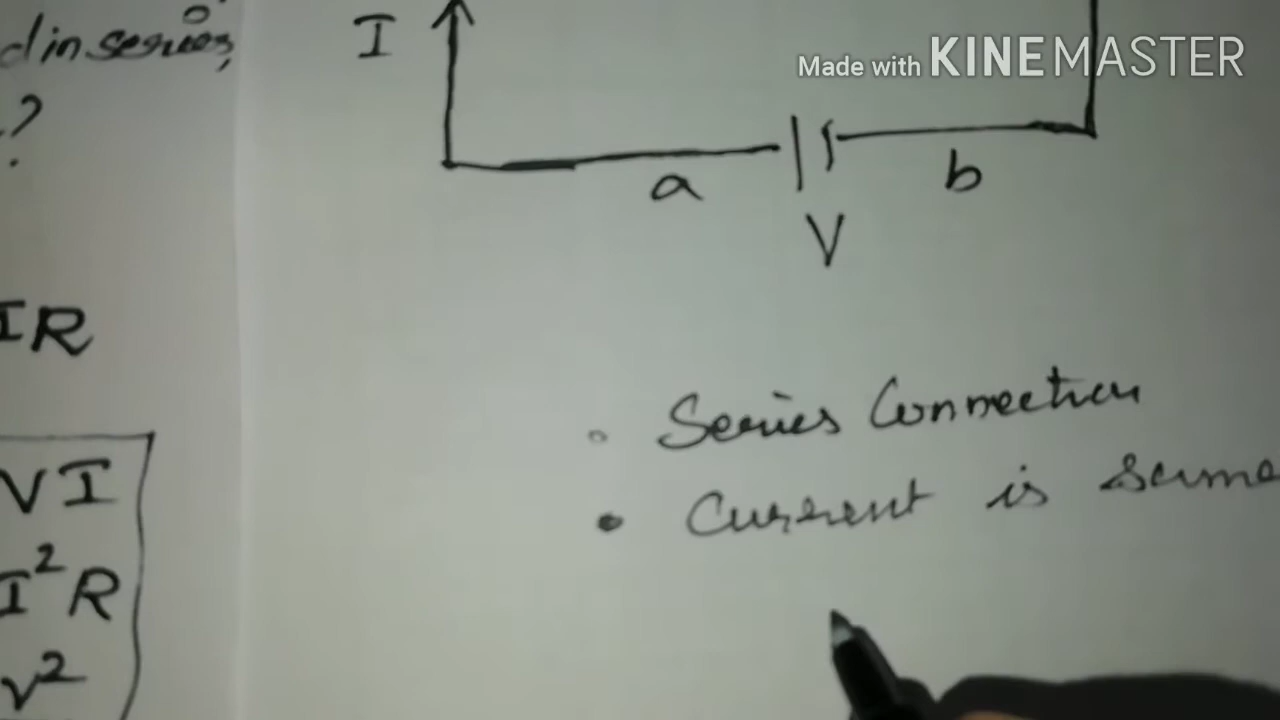 d in series,
?
IR
VI
I²R
V²
I
Made with KINEMASTER
a
b
V
• Series Connection
• Current is same